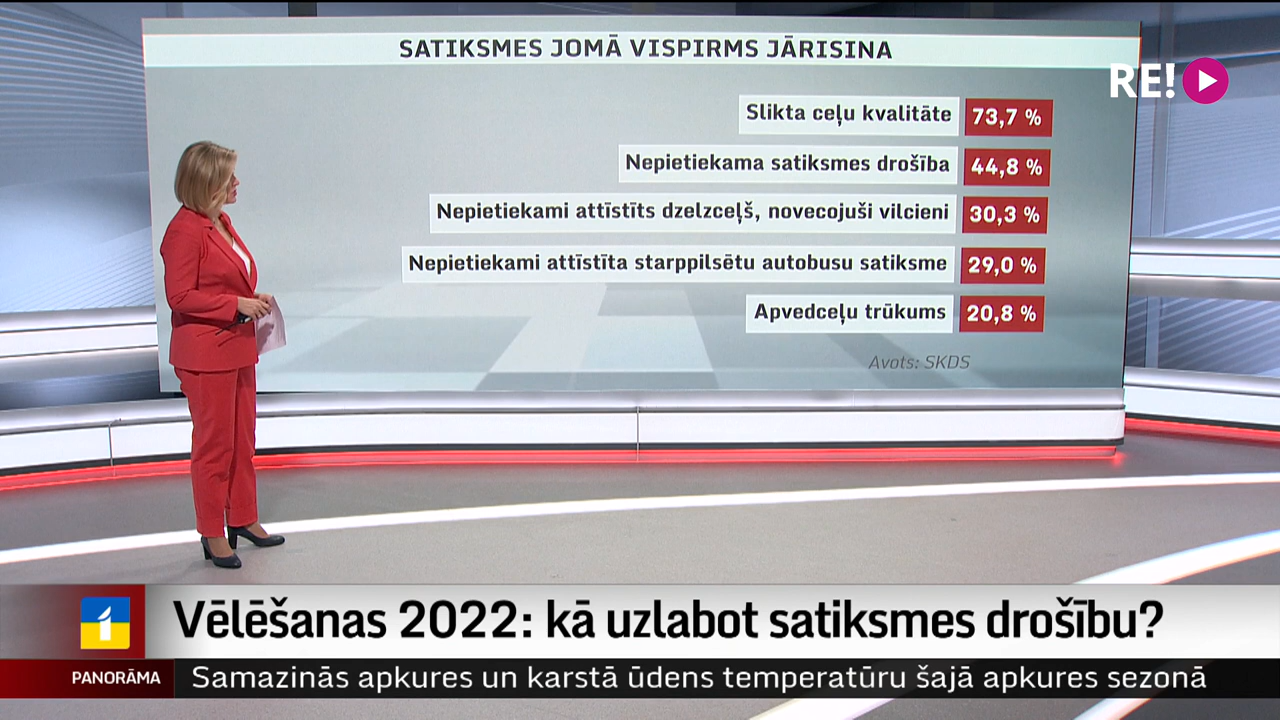 SATIKSMES JOMĀ VISPIRMS JĀRISINA
RE!
Slikta ceļu kvalitāte 73,7 %
Nepietiekama satiksmes drošība 44,8 %
Nepietiekami attīstīts dzelzceļš, novecojuši vilcieni 30,3 %
Nepietiekami attīstīta starppilsētu autobusu satiksme 29,0 %
Apvedceļu trūkums 20,8 %
Avots: SKDS
1
Vēlēšanas 2022: kā uzlabot satiksmes drošību?
PANORĀMA
Samazinās apkures un karstā ūdens temperatūru šajā apkures sezonā